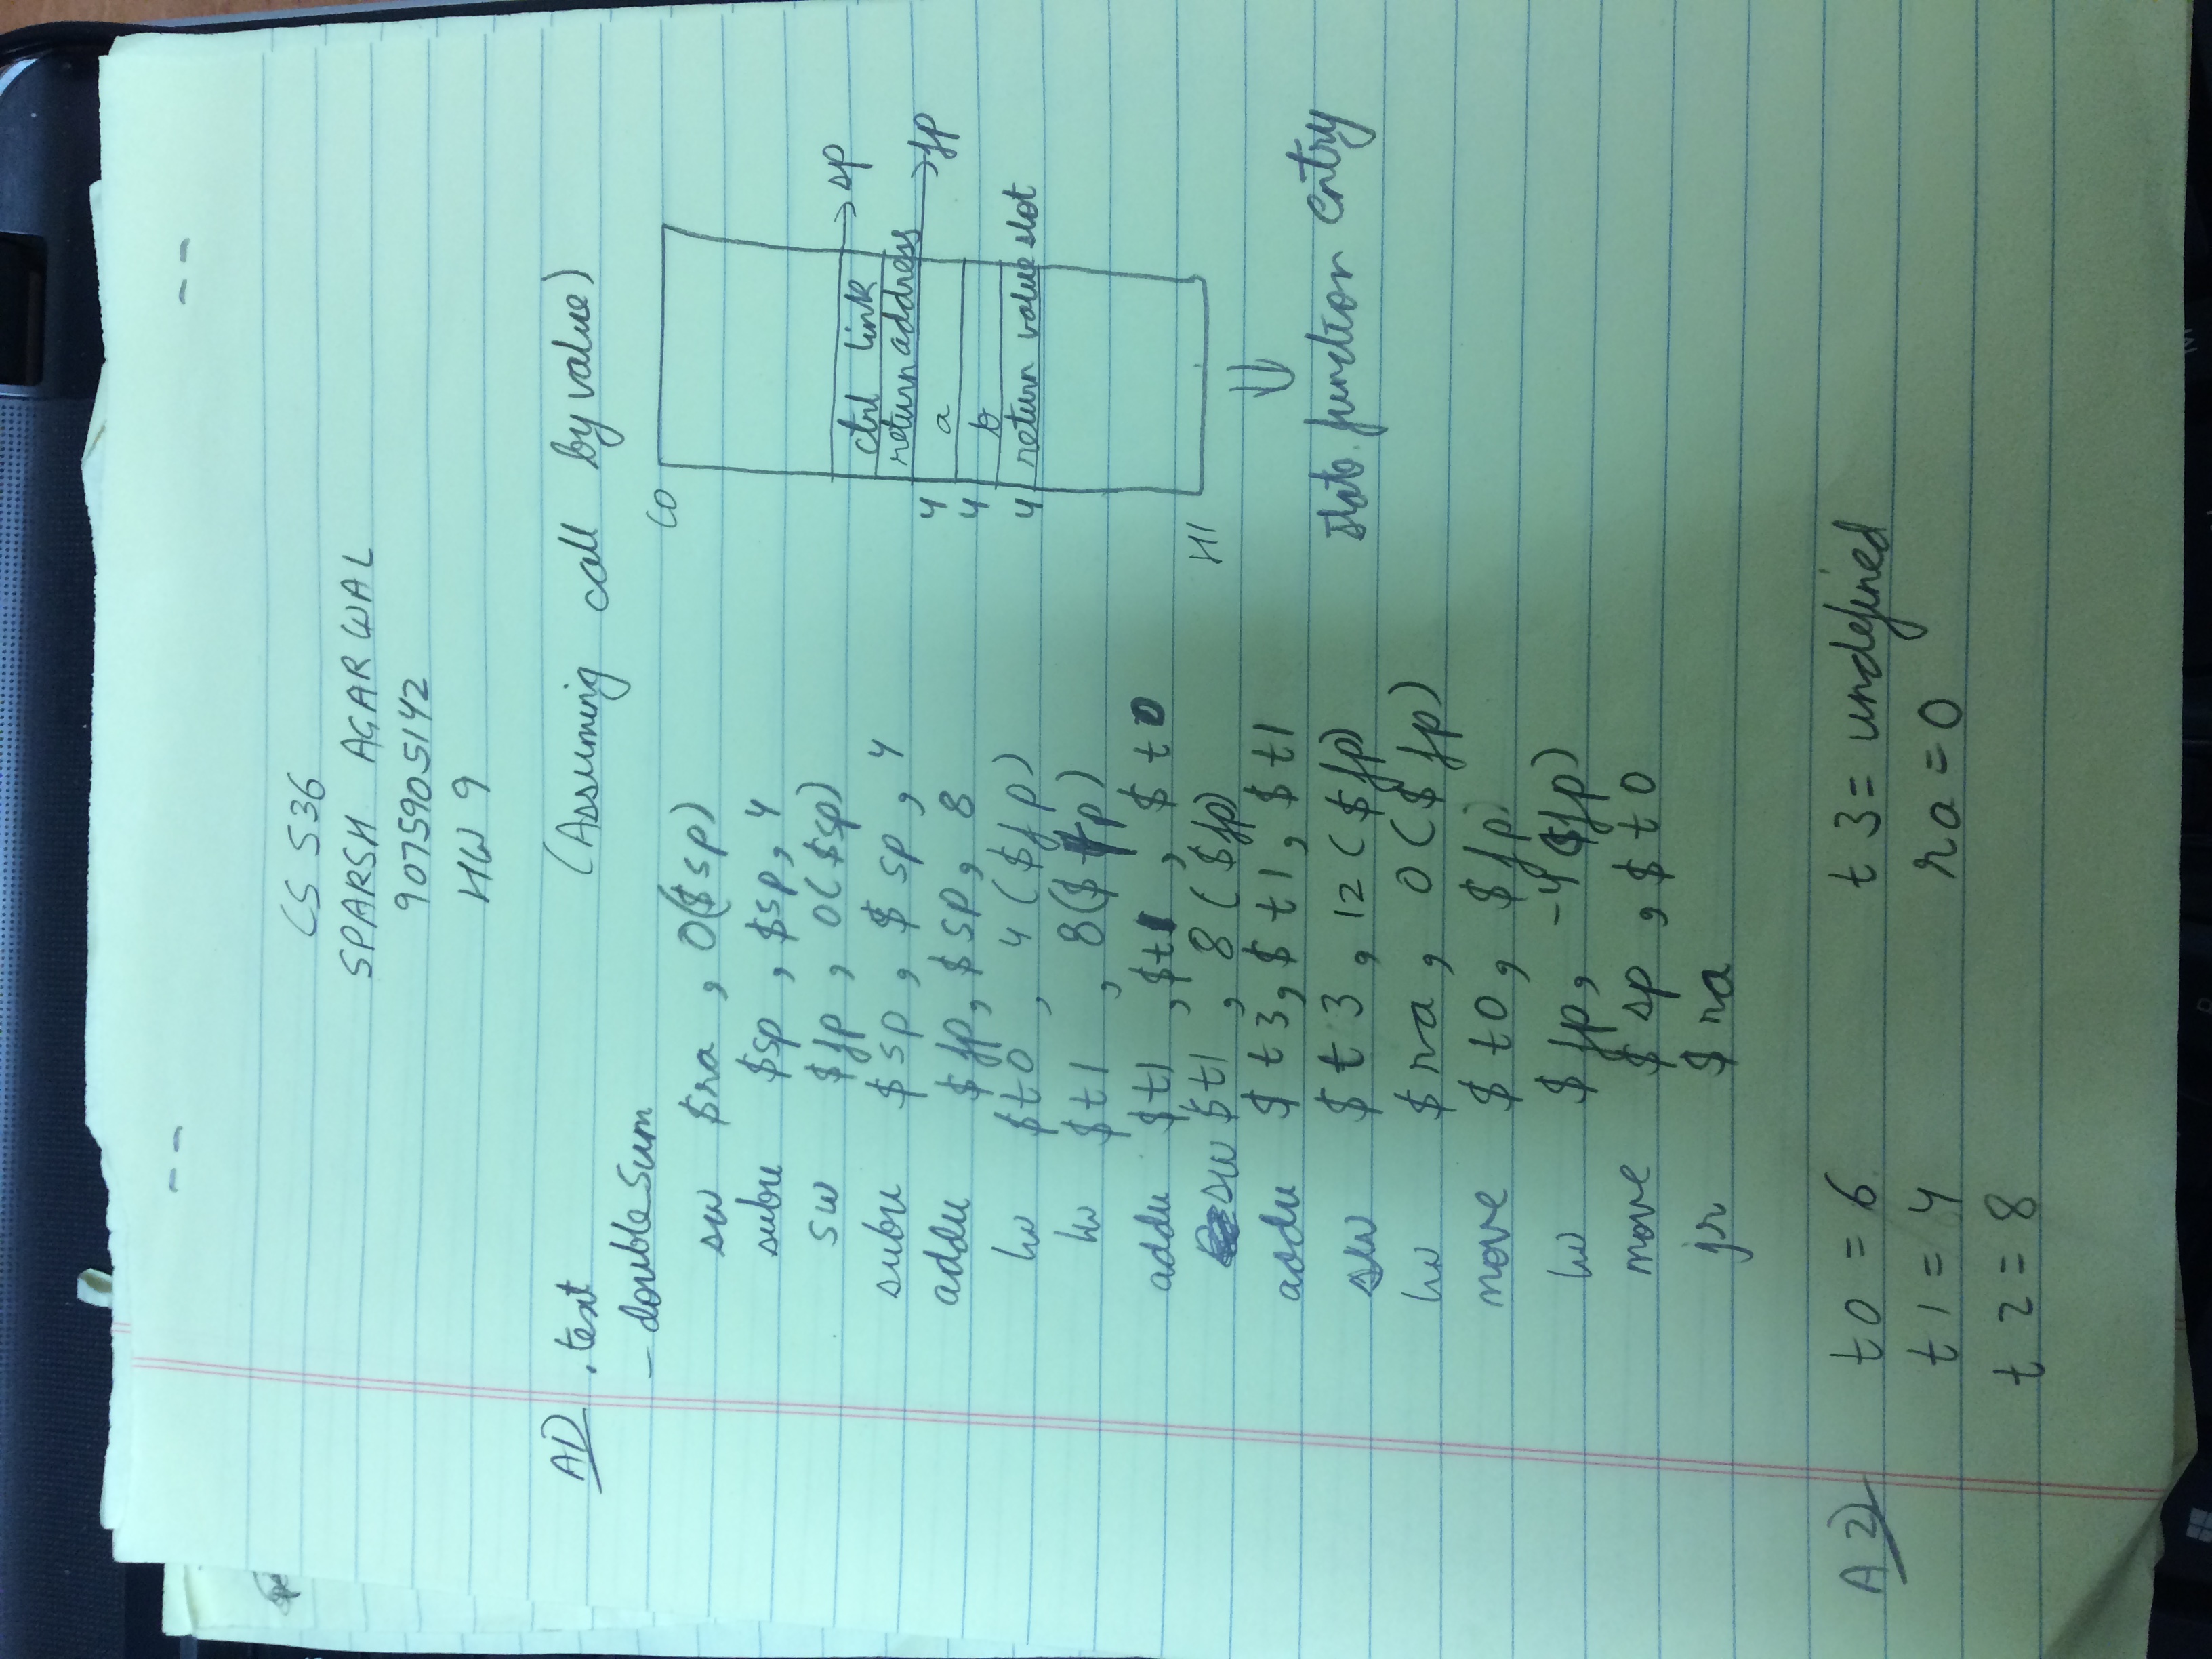 CS 536
SPARSH AGARWAL
9075905142
HW 9
A1) .text (Assuming call by value)
_doubleSum
sw $ra, 0($sp)
subu $sp, $sp, 4
sw $fp, 0($sp)
subu $sp, $sp, 4
addu $fp, $sp, 8
lw $t0, 4($fp)
lw $t1, 8($fp)
addu $t1, $t1, $t0
sw $t1, 8($fp)
addu $t3, $t1, $t1
sw $t3, 12($fp)
lw $ra, 0($fp)
move $t0, $fp
lw $fp, -4($fp)
move $sp, $t0
jr $ra
LO
→ sp
ctrl link
return address
→ fp
4 a
4 b
4 return value slot
HI
function entry
A2) t0 = 6 t3 = undefined
t1 = 4 ra = 0
t2 = 8